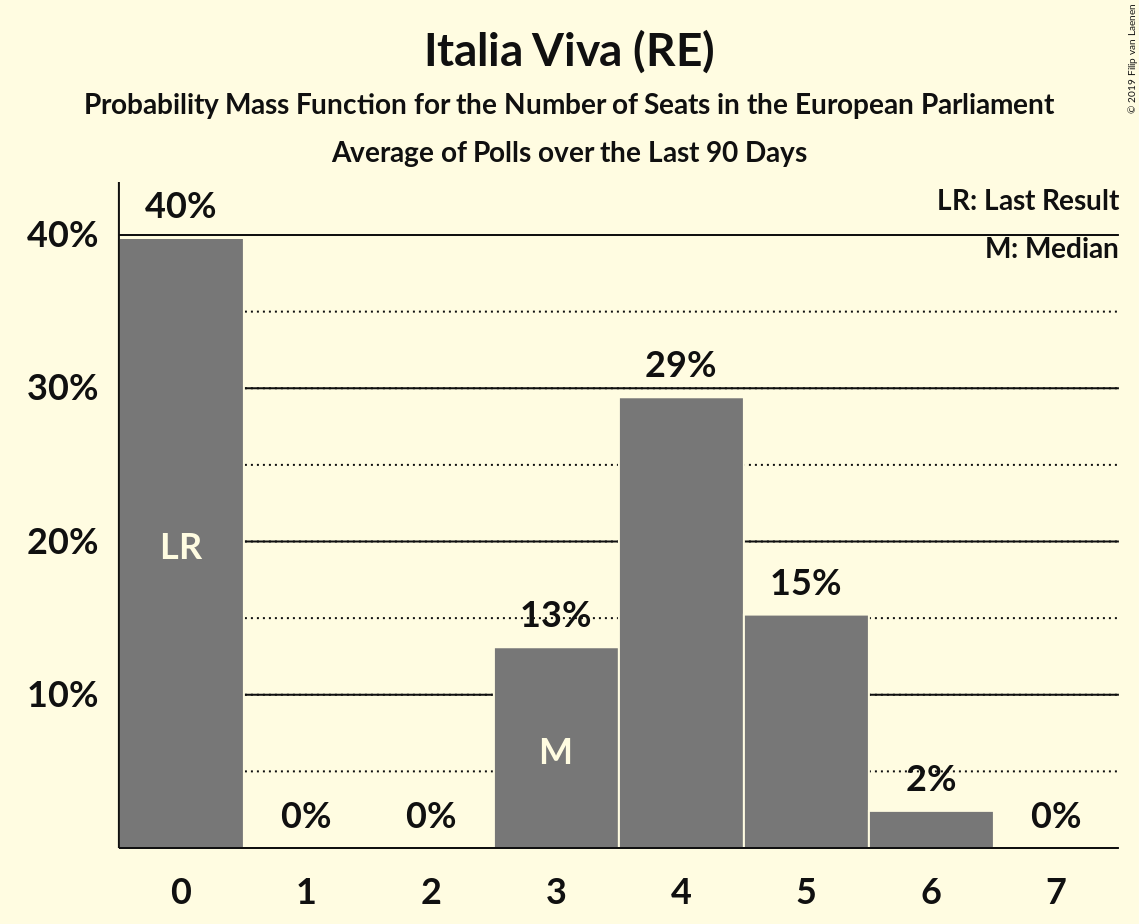 Italia Viva (RE)
Probability Mass Function for the Number of Seats in the European Parliament
Average of Polls over the Last 90 Days
© 2019 Filip van Laenen
LR: Last Result
M: Median
40%
30%
20%
10%
40%
0%
0%
13%
29%
15%
2%
0%
LR
M
0 1 2 3 4 5 6 7